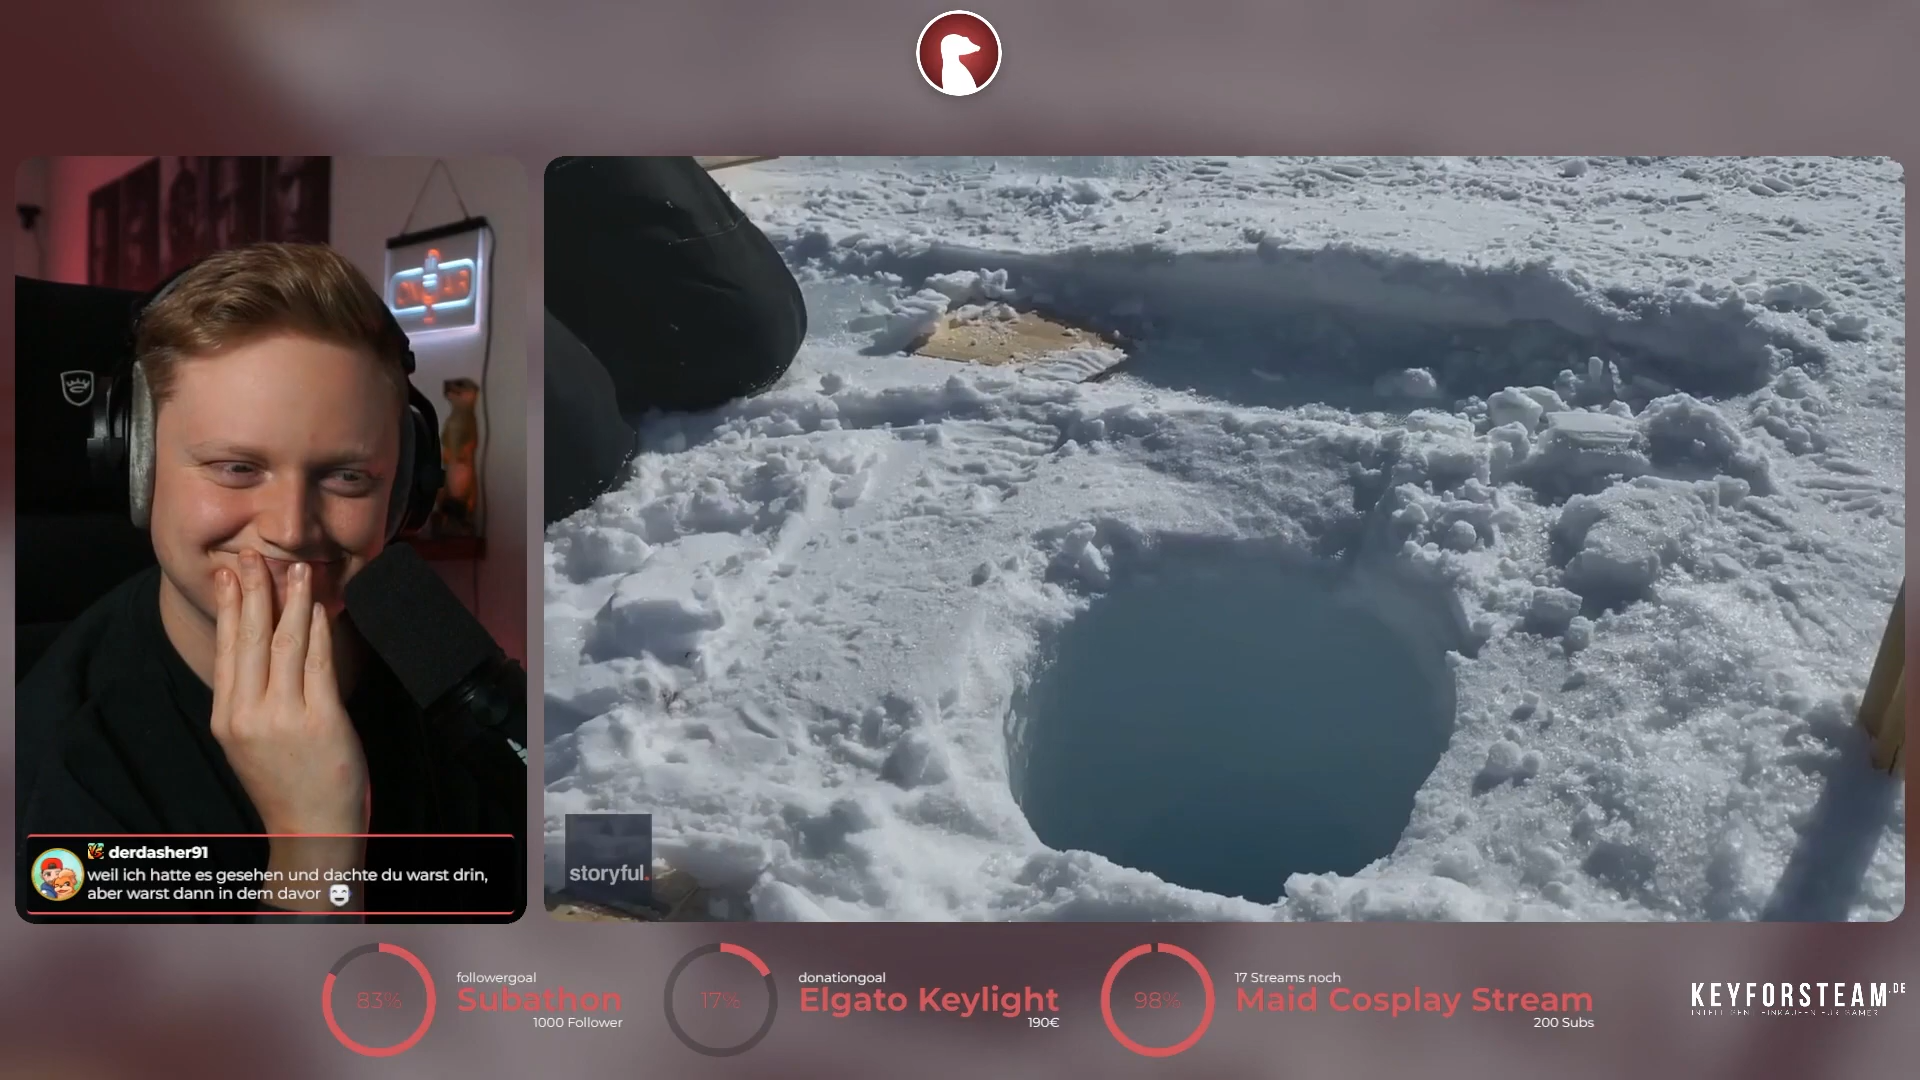 derdasher91
weil ich hatte es gesehen und dachte du warst drin,
aber warst dann in dem davor
storyful.
83%
followergoal
Subathon
1000 Follower
17%
donationgoal
Elgato Keylight
190€
98%
17 Streams noch
Maid Cosplay Stream
200 Subs
KEYFORSTEAM.DE